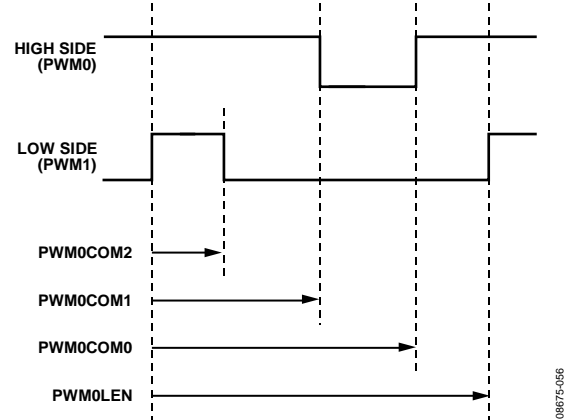 HIGH SIDE
(PWM0)
LOW SIDE
(PWM1)
PWM0COM2
PWM0COM1
PWM0COM0
PWM0LEN
08675-056